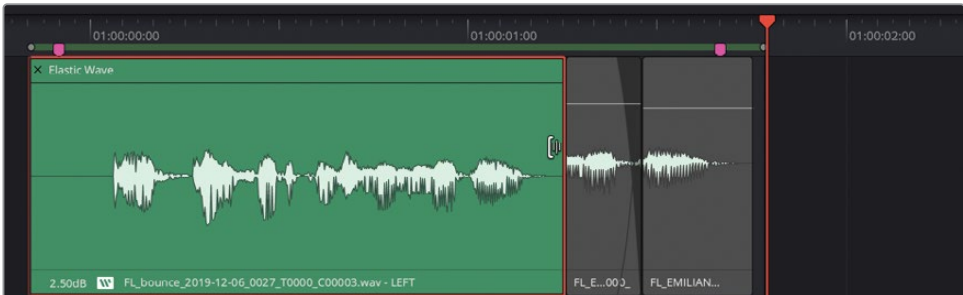 01:00:00:00 01:00:01:00 01:00:02:00
× Elastic Wave
2.50dB W FL_bounce_2019-12-06_0027_T0000_C00003.wav - LEFT FL_E...000_ FL_EMILIAN...